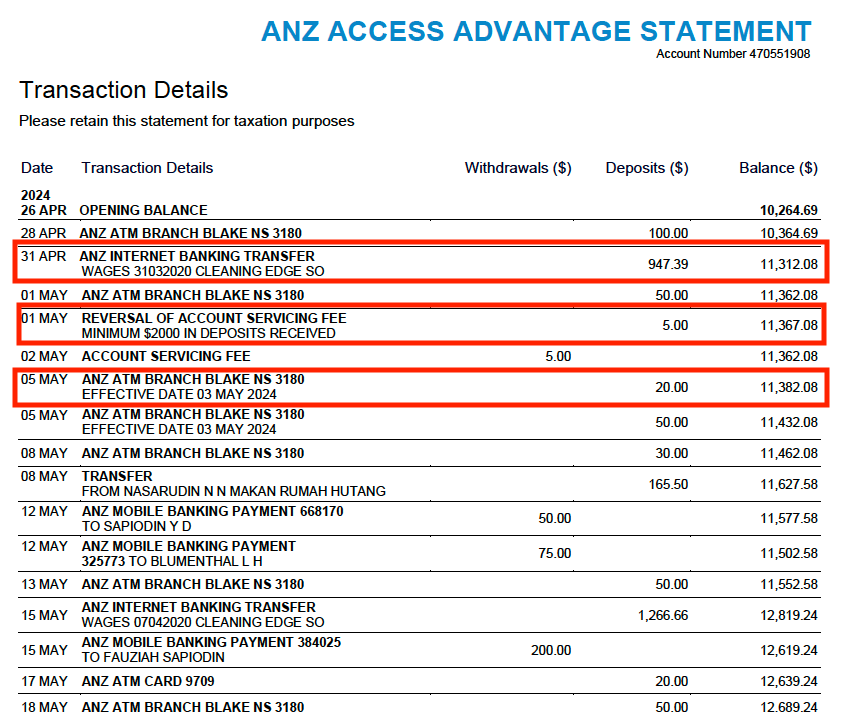 ANZ ACCESS ADVANTAGE STATEMENT
Account Number 470551908
Transaction Details
Please retain this statement for taxation purposes
Date Transaction Details Withdrawals ($) Deposits ($) Balance ($)
2024
26 APR OPENING BALANCE 10,264.69
28 APR ANZ ATM BRANCH BLAKE NS 3180 100.00 10,364.69
31 APR ANZ INTERNET BANKING TRANSFER
WAGES 31032020 CLEANING EDGE SO 947.39 11,312.08
01 MAY ANZ ATM BRANCH BLAKE NS 3180 50.00 11,362.08
01 MAY REVERSAL OF ACCOUNT SERVICING FEE
MINIMUM $2000 IN DEPOSITS RECEIVED 5.00 11,367.08
02 MAY ACCOUNT SERVICING FEE 5.00 11,362.08
05 MAY ANZ ATM BRANCH BLAKE NS 3180
EFFECTIVE DATE 03 MAY 2024 20.00 11,382.08
05 MAY ANZ ATM BRANCH BLAKE NS 3180
EFFECTIVE DATE 03 MAY 2024 50.00 11,432.08
08 MAY ANZ ATM BRANCH BLAKE NS 3180 30.00 11,462.08
08 MAY TRANSFER
FROM NASARUDIN N N MAKAN RUMAH HUTANG 165.50 11,627.58
12 MAY ANZ MOBILE BANKING PAYMENT 668170
TO SAPIODIN Y D 50.00 11,577.58
12 MAY ANZ MOBILE BANKING PAYMENT
325773 TO BLUMENTHAL L H 75.00 11,502.58
13 MAY ANZ ATM BRANCH BLAKE NS 3180 50.00 11,552.58
15 MAY ANZ INTERNET BANKING TRANSFER
WAGES 07042020 CLEANING EDGE SO 1,266.66 12,819.24
15 MAY ANZ MOBILE BANKING PAYMENT 384025
TO FAUZIAH SAPIODIN 200.00 12,619.24
17 MAY ANZ ATM CARD 9709 20.00 12,639.24
18 MAY ANZ ATM BRANCH BLAKE NS 3180 50.00 12,689.24